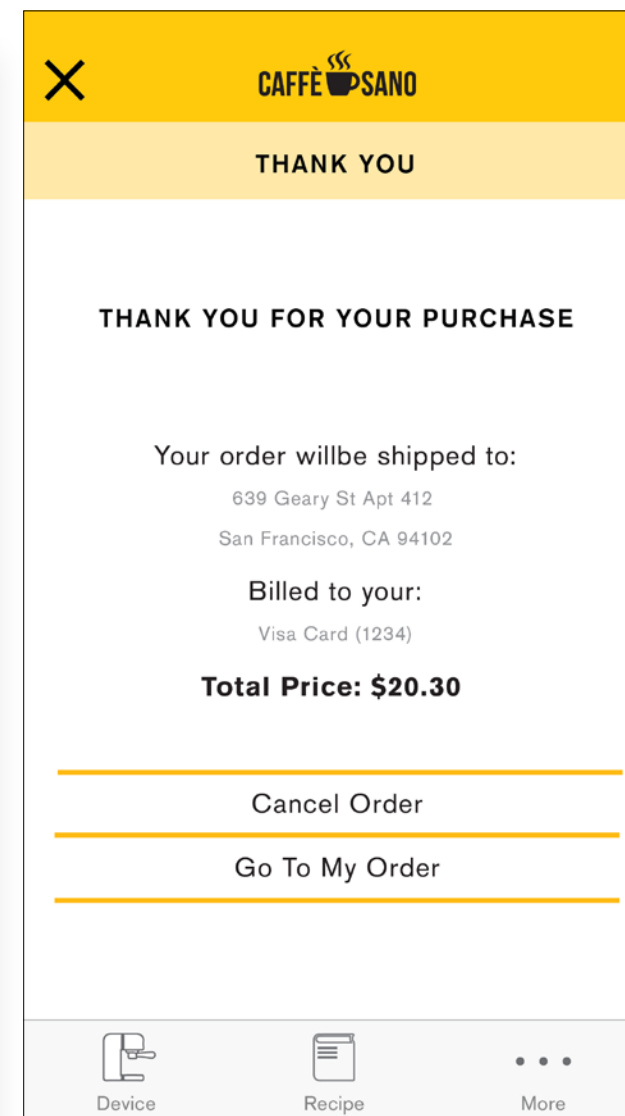 CAFFÈ SANO
THANK YOU
THANK YOU FOR YOUR PURCHASE
Your order willbe shipped to:
639 Geary St Apt 412
San Francisco, CA 94102
Billed to your:
Visa Card (1234)
Total Price: $20.30
Cancel Order
Go To My Order
Device Recipe More